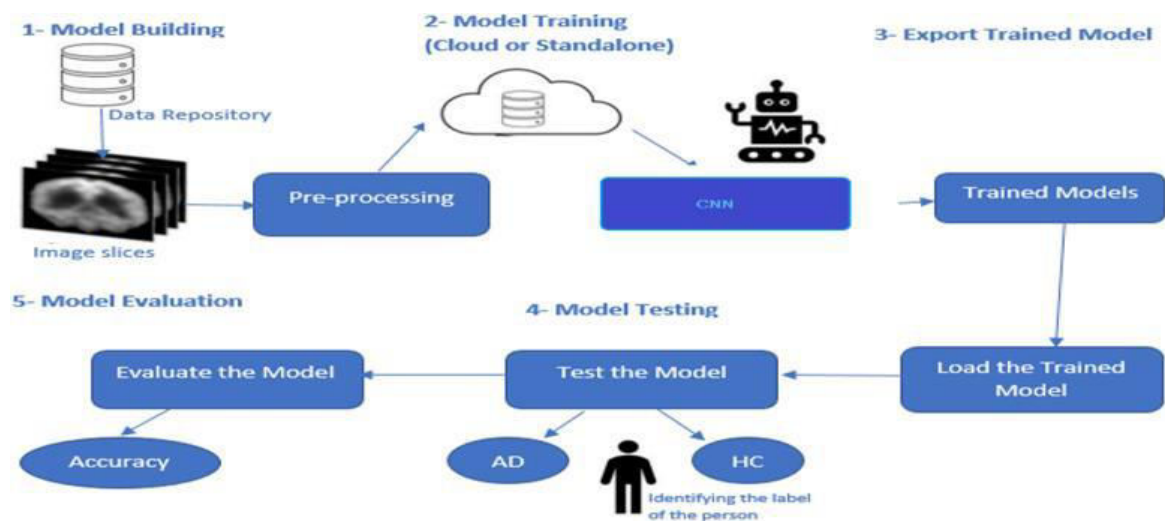 1- Model Building
Data Repository
Image slices
Pre-processing
2- Model Training
(Cloud or Standalone)
CNN
3- Export Trained Model
Trained Models
Load the Trained
Model
4- Model Testing
Test the Model
AD
HC
Identifying the label
of the person
5- Model Evaluation
Evaluate the Model
Accuracy